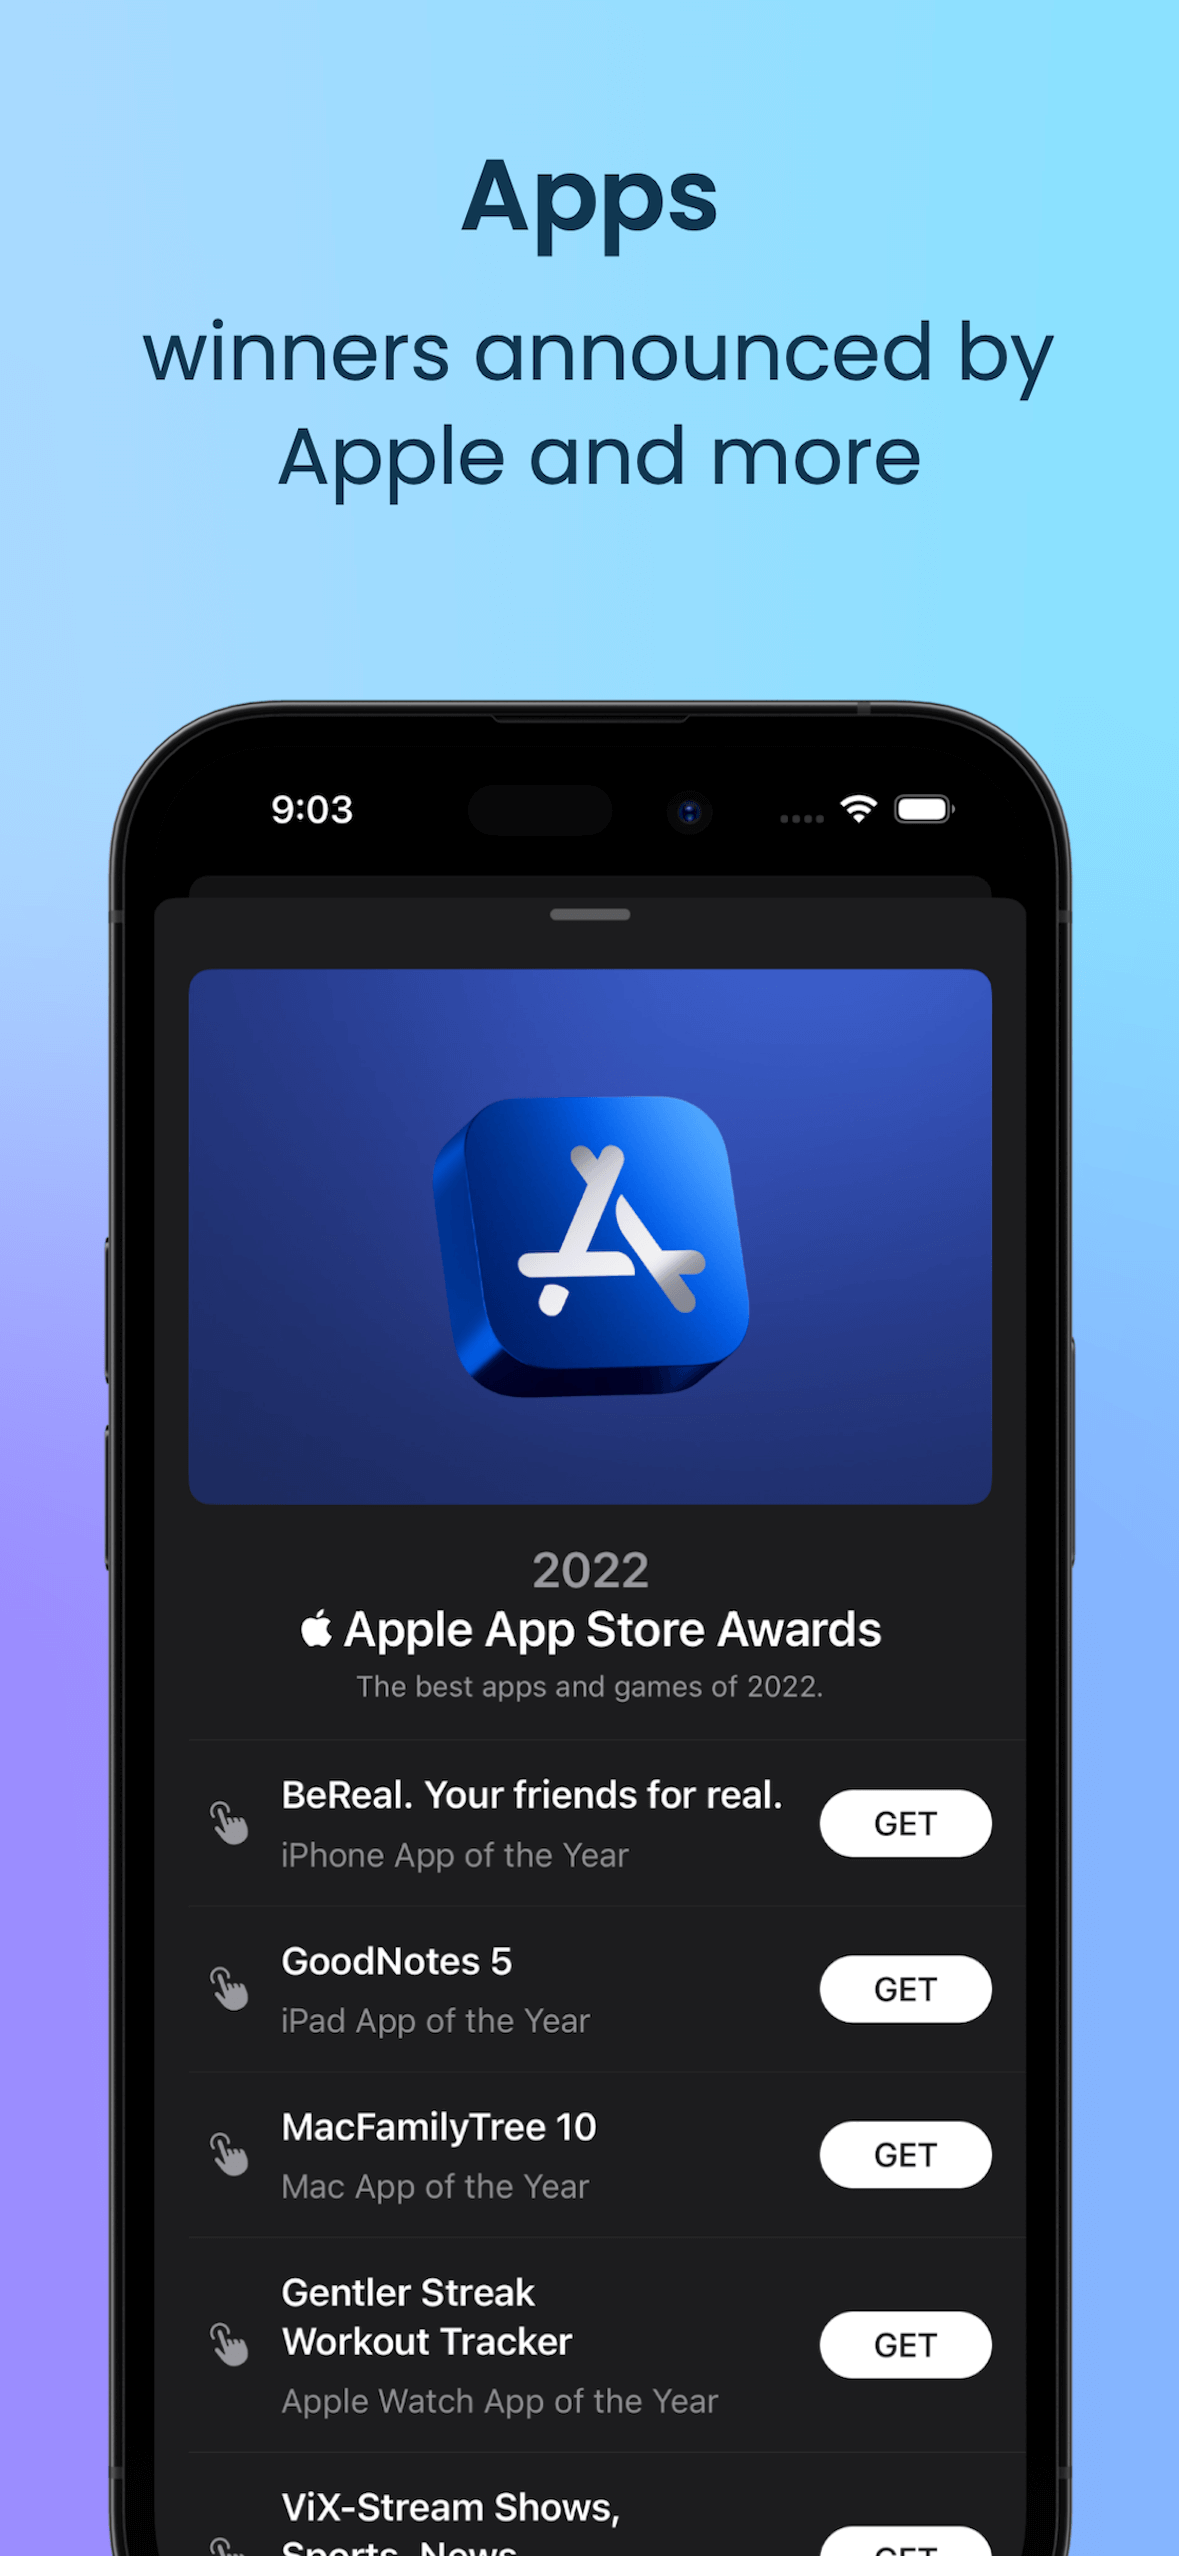 Apps
winners announced by
Apple and more
9:03
2022
Apple App Store Awards
The best apps and games of 2022.
BeReal. Your friends for real.
iPhone App of the Year
GET
GoodNotes 5
iPad App of the Year
GET
MacFamilyTree 10
Mac App of the Year
GET
Gentler Streak
Workout Tracker
Apple Watch App of the Year
GET
ViX-Stream Shows,
Sports, News
GET